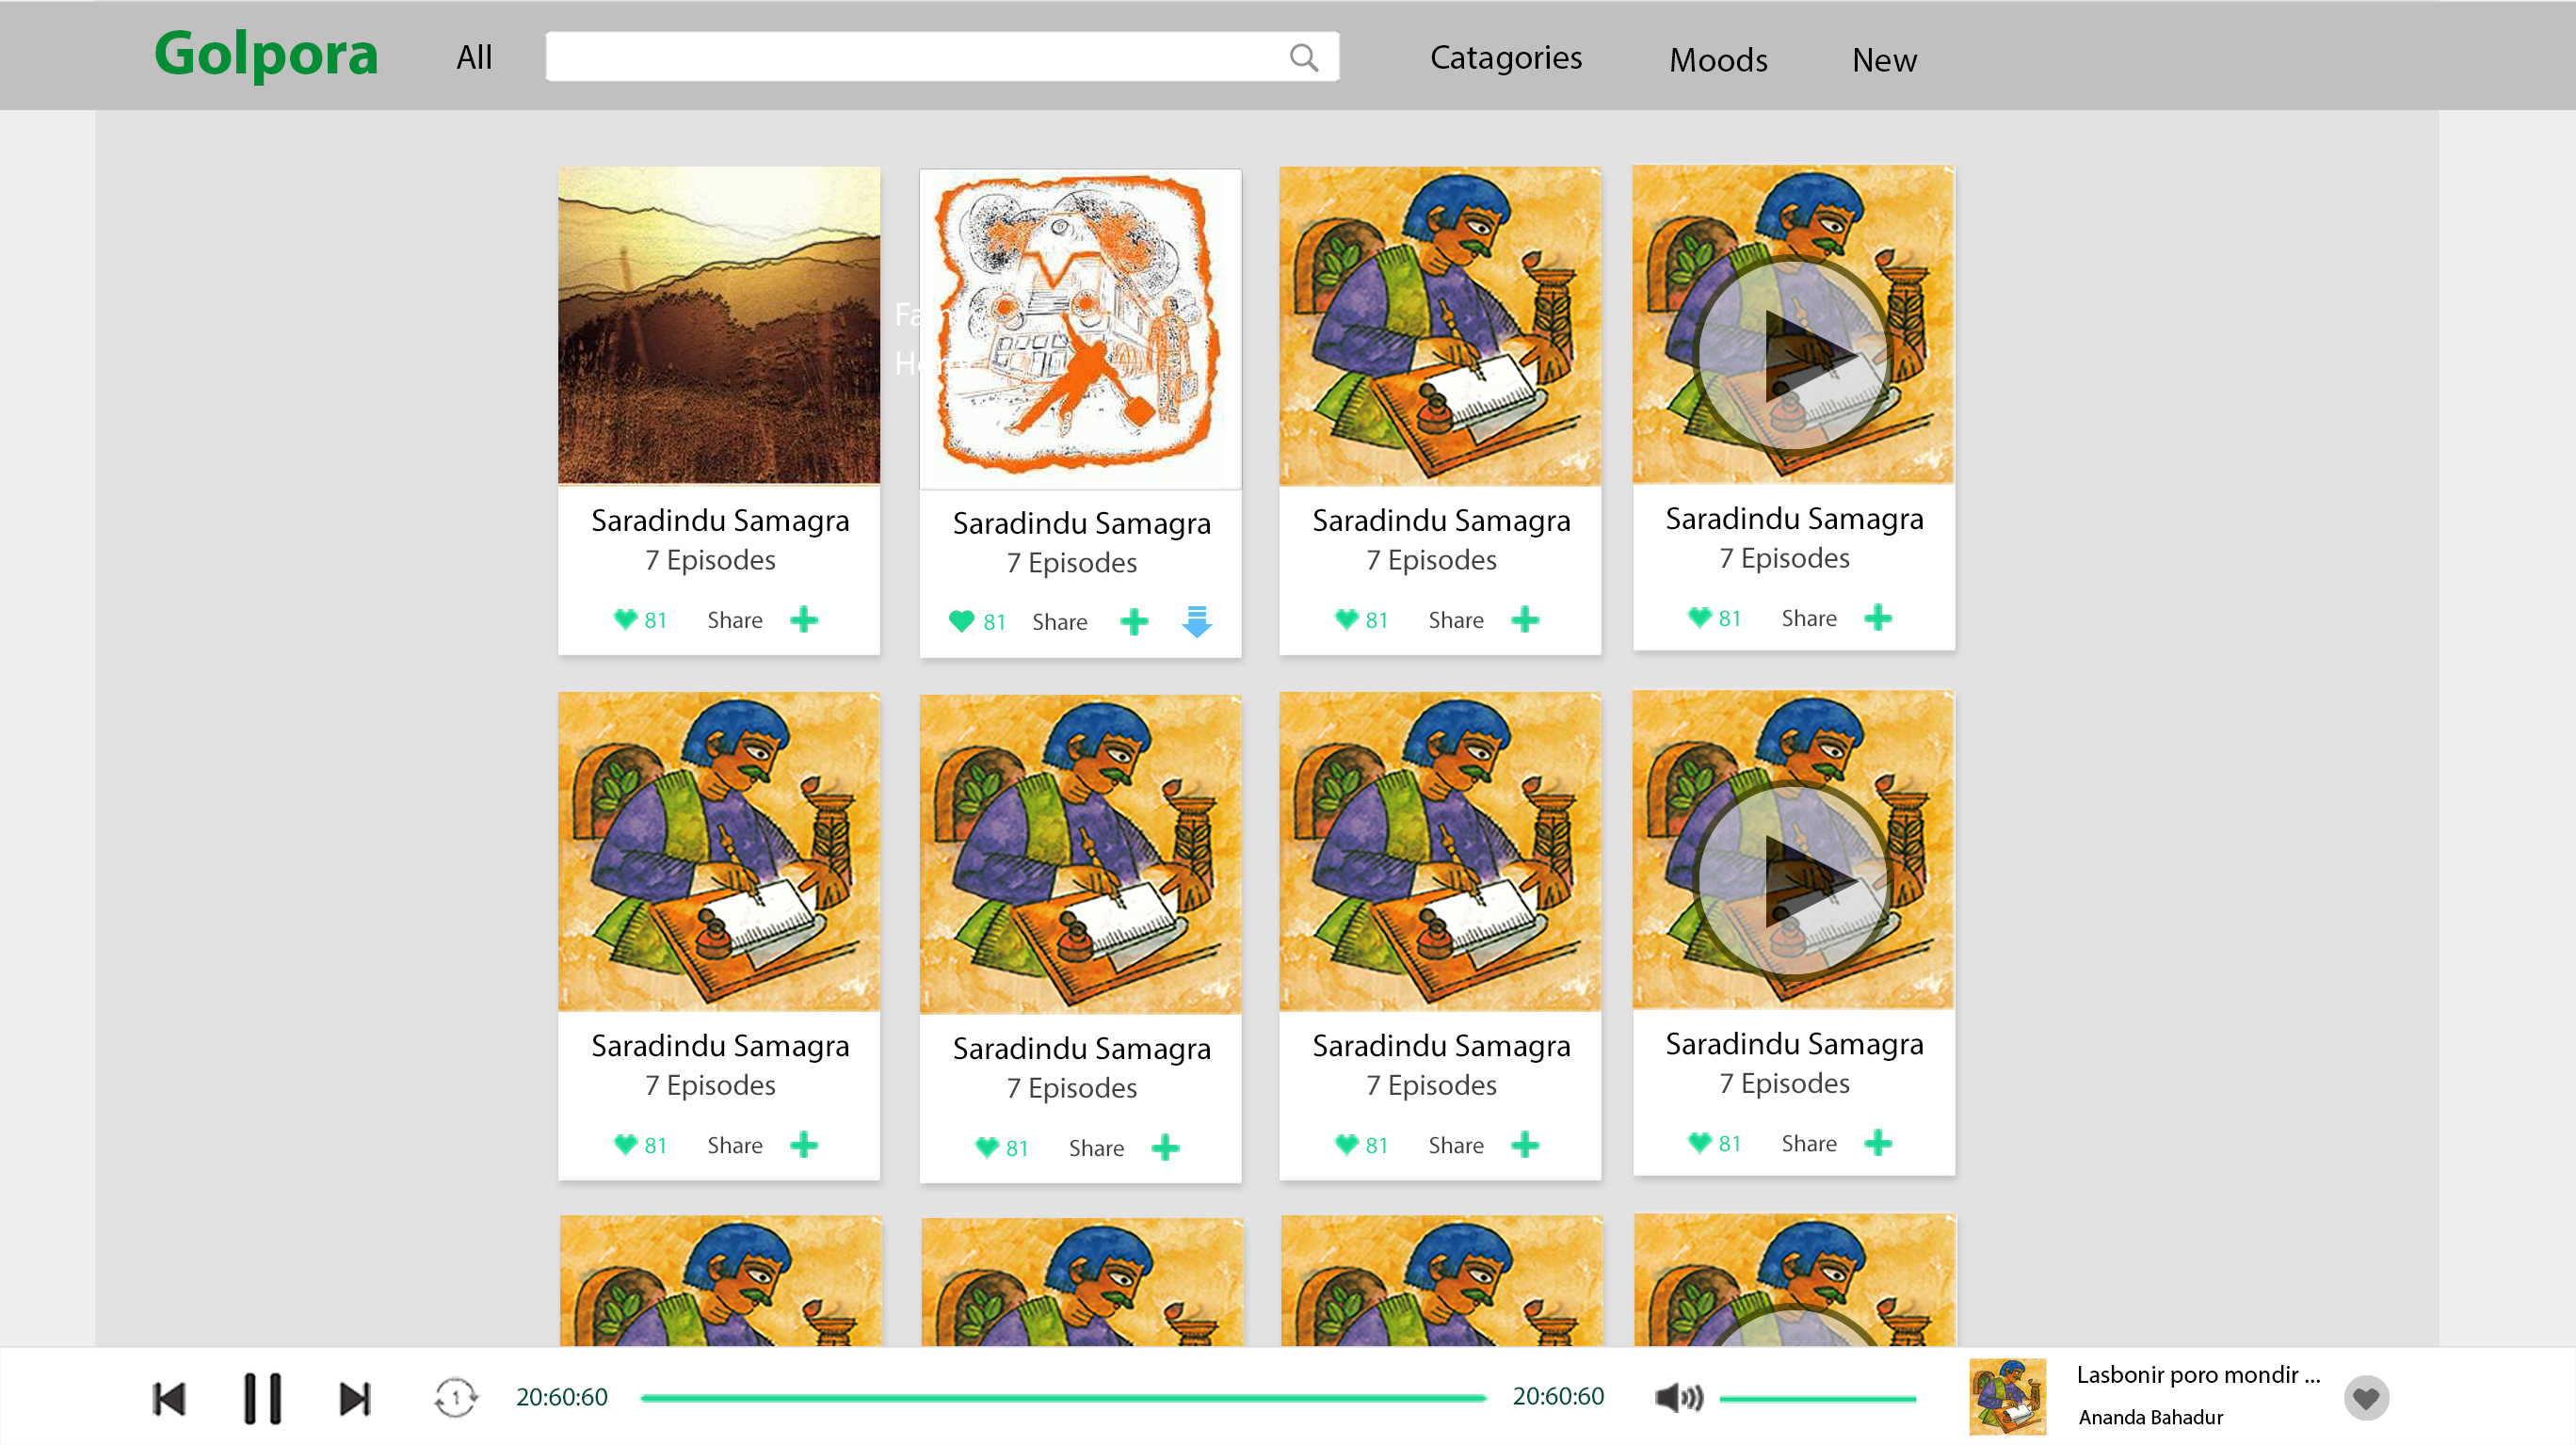 Golpora
All
Catagories
Moods
New
Saradindu Samagra
7 Episodes
81 Share
Saradindu Samagra
7 Episodes
81 Share
Saradindu Samagra
7 Episodes
81 Share
Saradindu Samagra
7 Episodes
81 Share
Saradindu Samagra
7 Episodes
81 Share
Saradindu Samagra
7 Episodes
81 Share
Saradindu Samagra
7 Episodes
81 Share
Saradindu Samagra
7 Episodes
81 Share
1
20:60:60
20:60:60
Lasbonir poro mondir ...
Ananda Bahadur